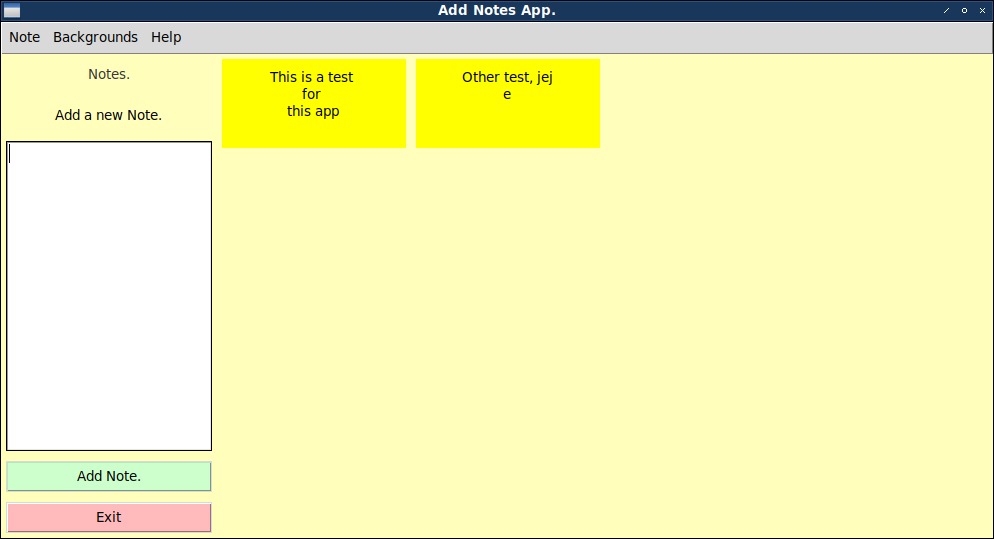 Add Notes App.
Note Backgrounds Help
Notes.
Add a new Note.
This is a test
for
this app
Other test, jej
e
Add Note.
Exit